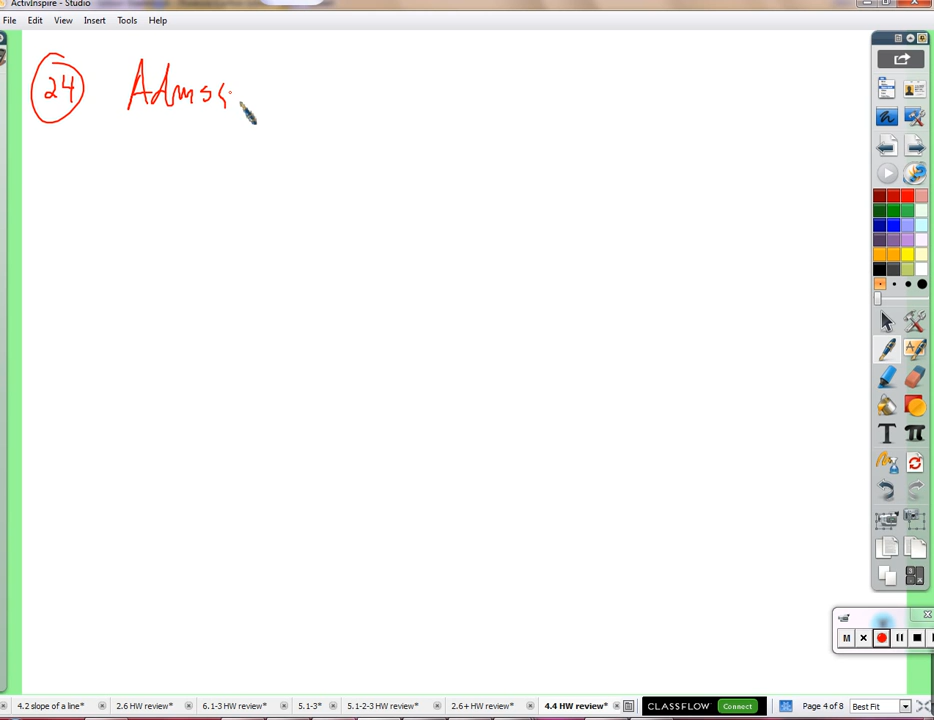 ActivInspire - Studio
File Edit View Insert Tools Help
24 Admss
M
4.2 slope of a line* 2.6 HW review* 6.1-3 HW review* 5.1-3* 5.1-2-3 HW review* 2.6+ HW review* 4.4 HW review* CLASSFLOW Connect Page 4 of 8 Best Fit